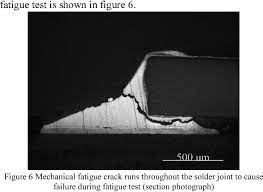 fatigue test is shown in figure 6.
500 µm
Figure 6 Mechanical fatigue crack runs throughout the solder joint to cause
failure during fatigue test (section photograph)